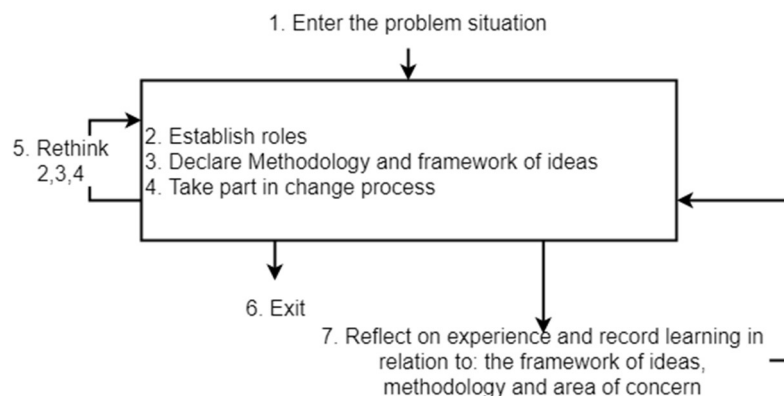 1. Enter the problem situation
2. Establish roles
3. Declare Methodology and framework of ideas
4. Take part in change process
5. Rethink
2,3,4
6. Exit
7. Reflect on experience and record learning in
relation to: the framework of ideas,
methodology and area of concern